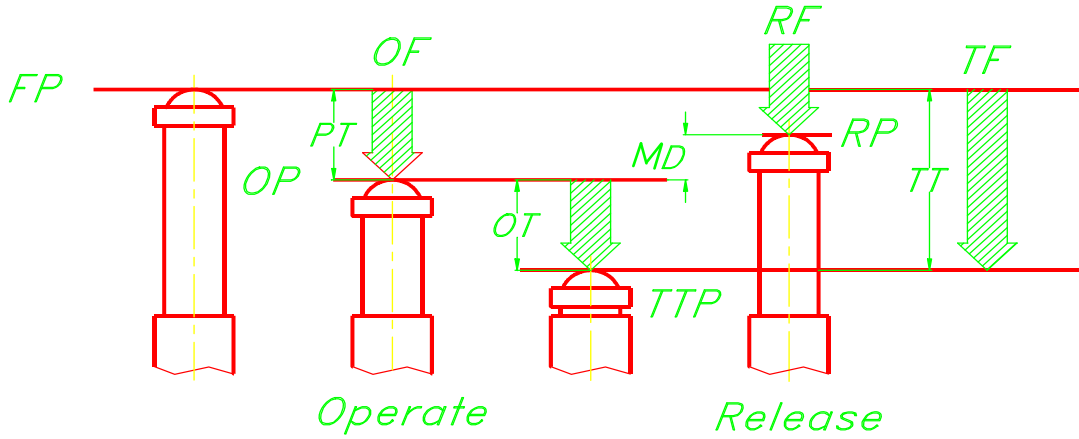 RF
OF
TF
FP
PT
RP
MD
OP
TT
OT
TTP
Operate
Release